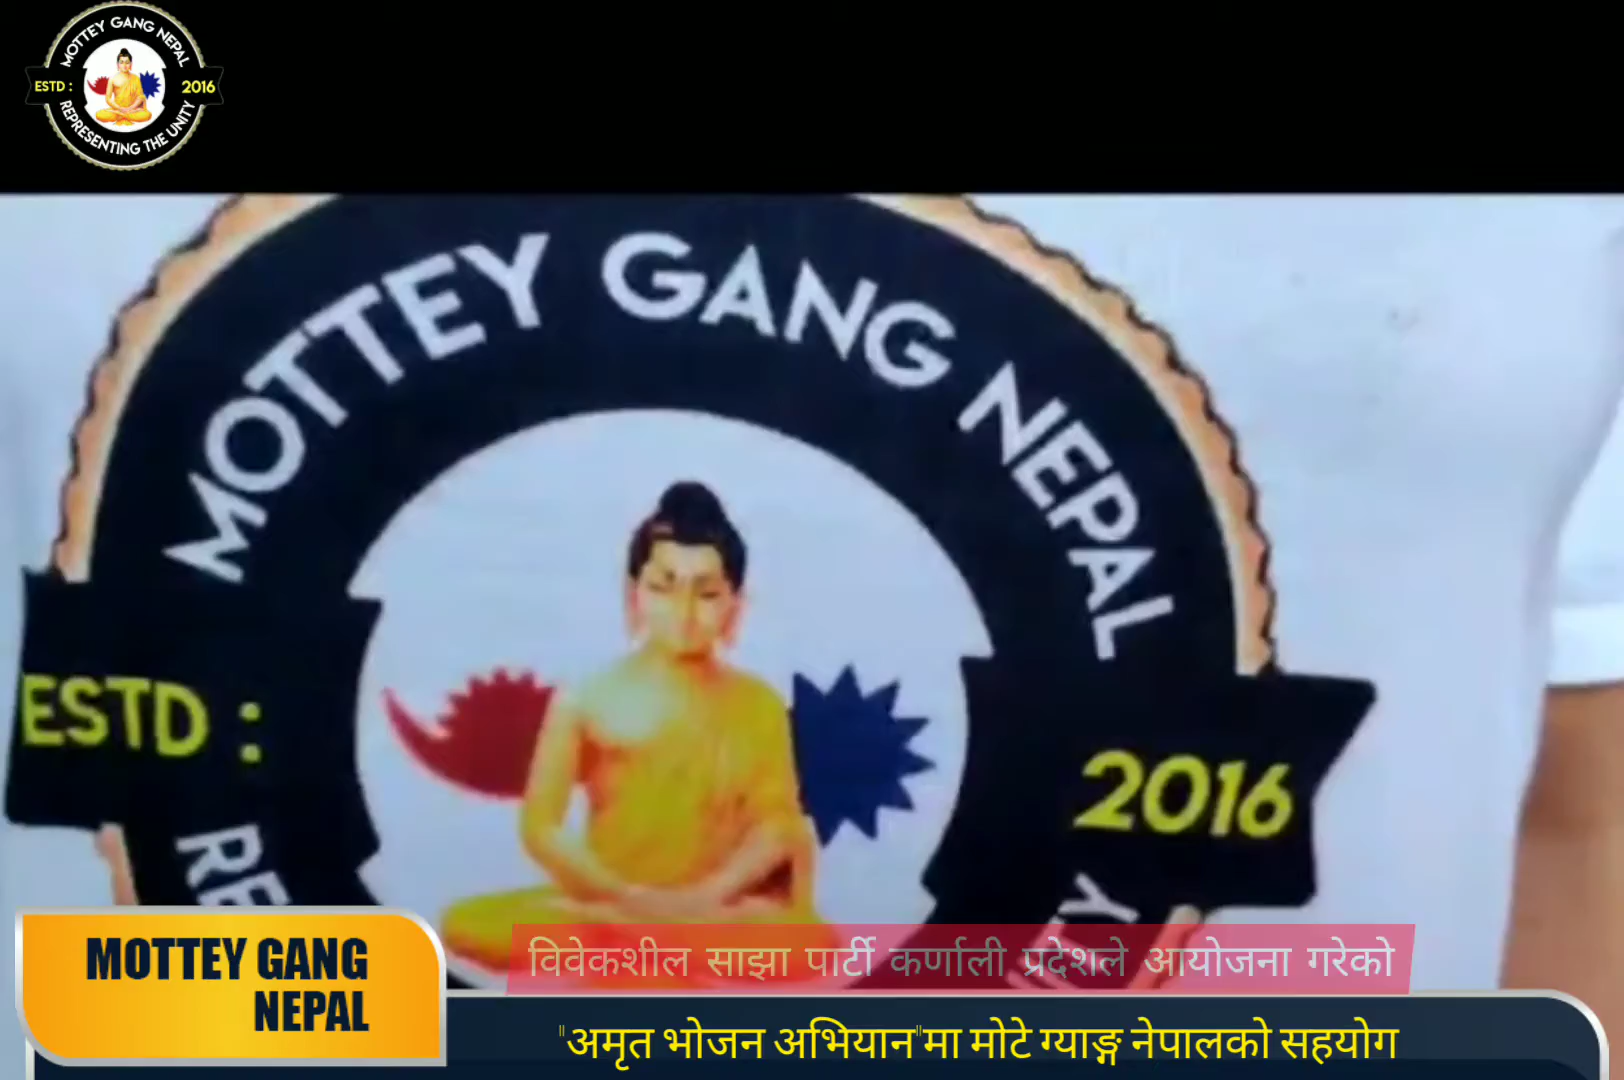 MOTTEY GANG NEPAL
ESTD : 2016
REPRESENTING THE UNITY
MOTTEY GANG NEPAL
ESTD : 2016
MOTTEY GANG
NEPAL
विवेकशील साझा पार्टी कर्णाली प्रदेशले आयोजना गरेको
"अमृत भोजन अभियान"मा मोटे ग्याङ्ग नेपालको सहयोग